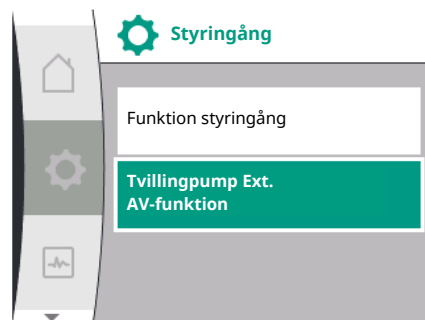 Styringång
Funktion styringång
Tvillingpump Ext.
AV-funktion